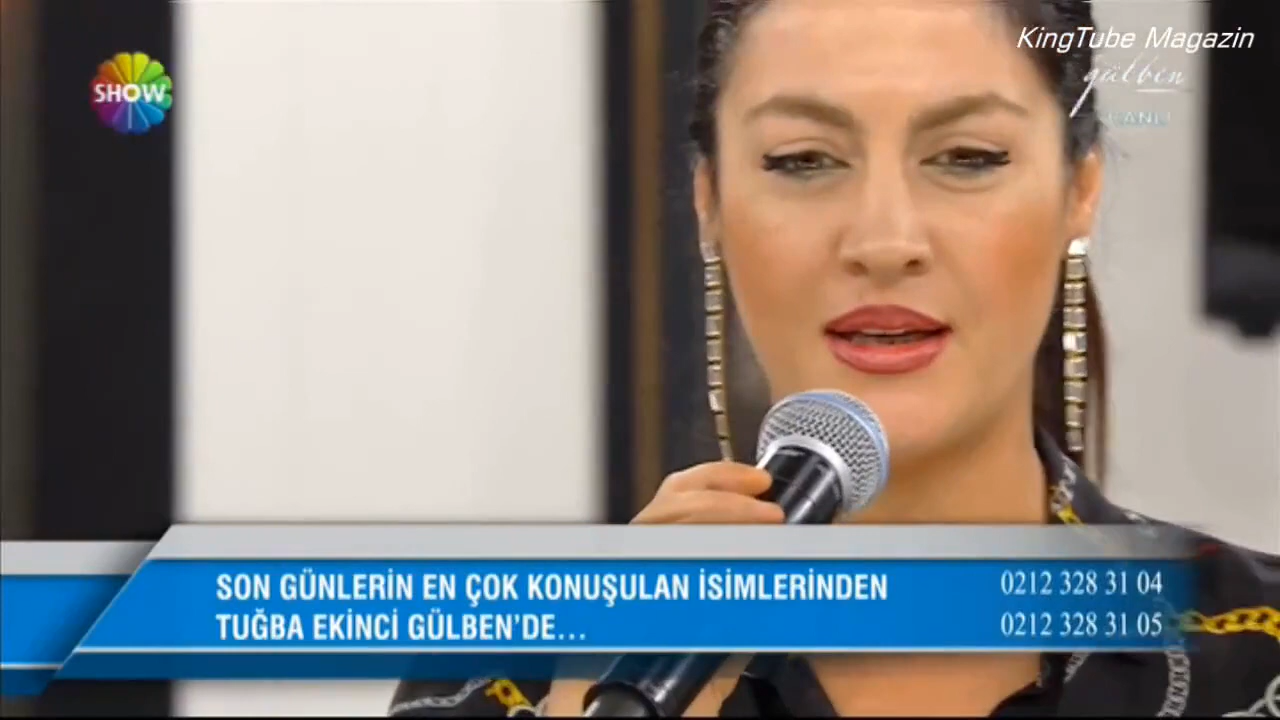 KingTube Magazin
SHOW
gülben
CANLI
SON GÜNLERİN EN ÇOK KONUŞULAN İSİMLERİNDEN
TUĞBA EKİNCİ GÜLBEN'DE...
0212 328 31 04
0212 328 31 05